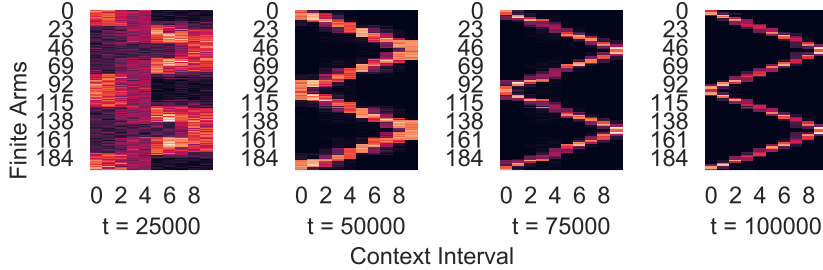 Finite Arms
0 0 0 0
23 23 23 23
46 46 46 46
69 69 69 69
92 92 92 92
115 115 115 115
138 138 138 138
161 161 161 161
184 184 184 184
0 2 4 6 8 0 2 4 6 8 0 2 4 6 8 0 2 4 6 8
t = 25000 t = 50000 t = 75000 t = 100000
Context Interval